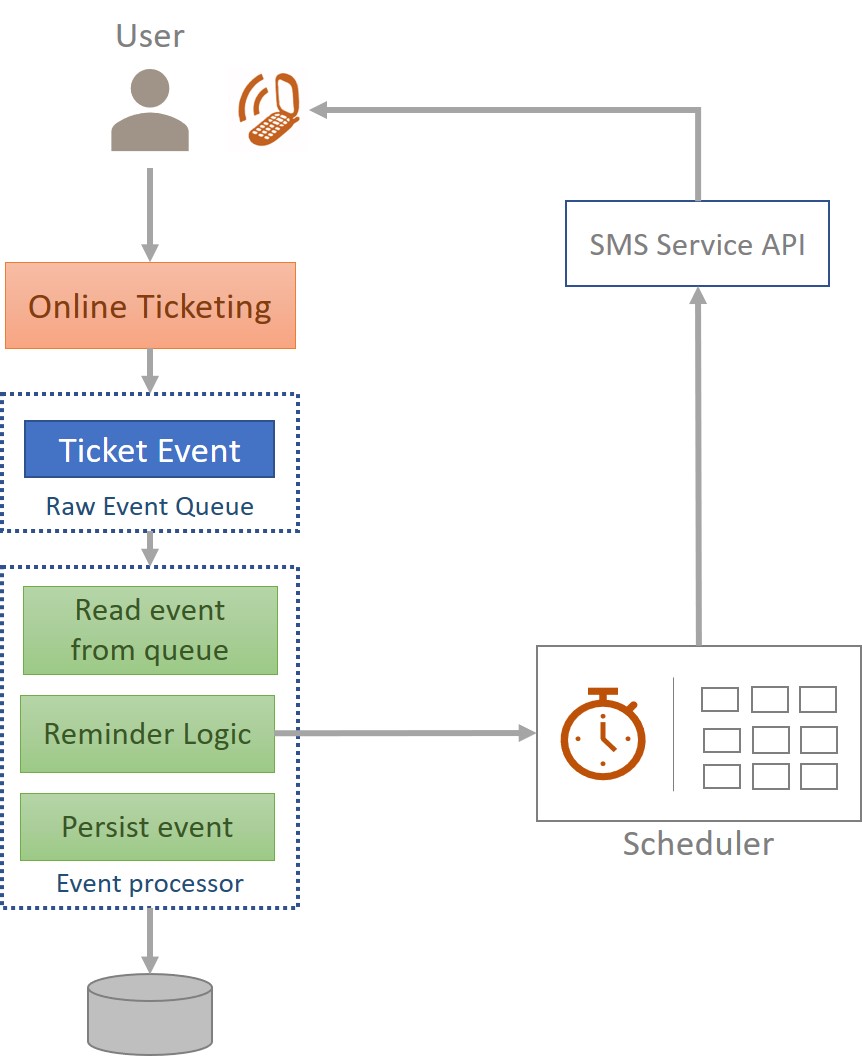 User
SMS Service API
Online Ticketing
Ticket Event
Raw Event Queue
Read event
from queue
Reminder Logic
Persist event
Event processor
Scheduler